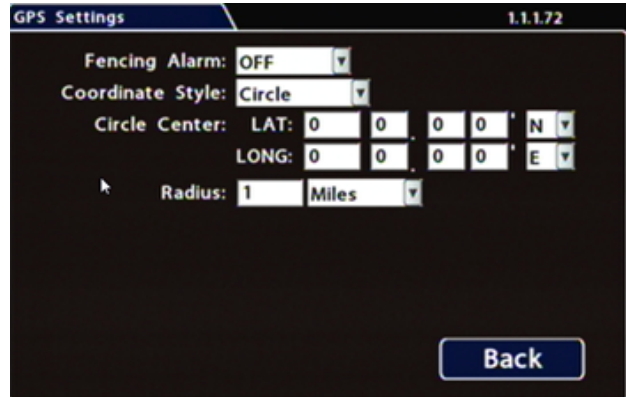 GPS Settings 1.1.1.72
Fencing Alarm: OFF
Coordinate Style: Circle
Circle Center: LAT: 0 0 . 0 0 ' N
LONG: 0 0 . 0 0 ' E
Radius: 1 Miles
Back